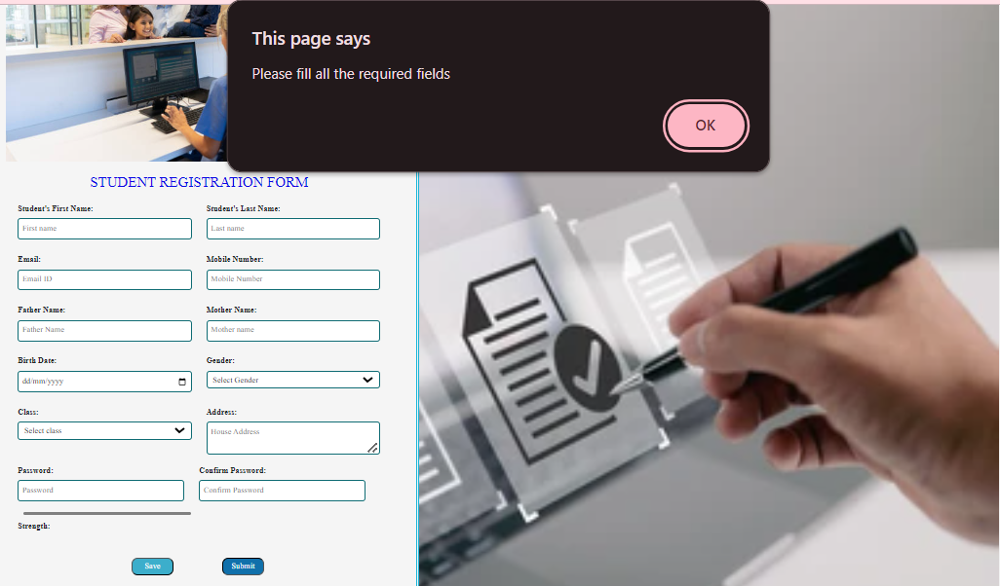 This page says
Please fill all the required fields
OK
STUDENT REGISTRATION FORM
Student's First Name: Student's Last Name:
First name Last name
Email: Mobile Number:
Email ID Mobile Number
Father Name: Mother Name:
Father Name Mother name
Birth Date: Gender:
dd/mm/yyyy Select Gender
Class: Address:
Select class House Address
Password: Confirm Password:
Password Confirm Password
Strength:
Save Submit